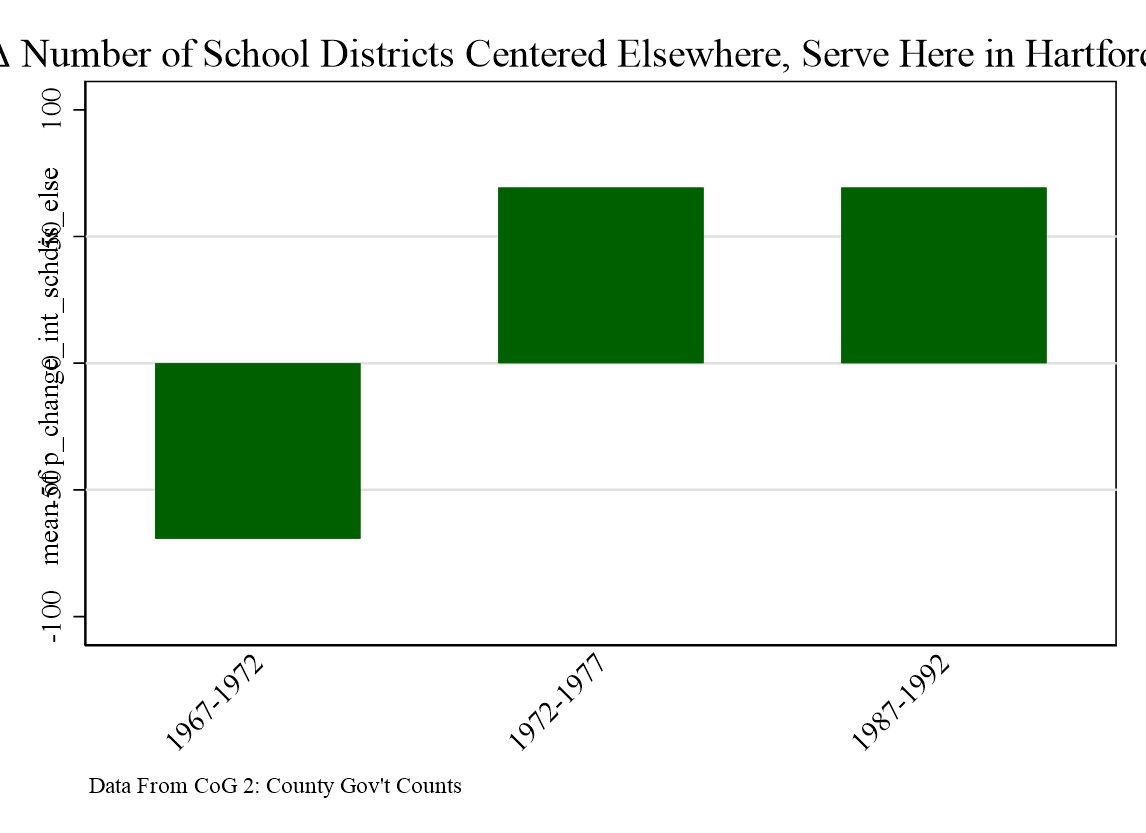 Δ Number of School Districts Centered Elsewhere, Serve Here in Hartford
100
50
0
-50
-100
mean of p_change_int_schdis_else
1967-1972
1972-1977
1987-1992
Data From CoG 2: County Gov't Counts